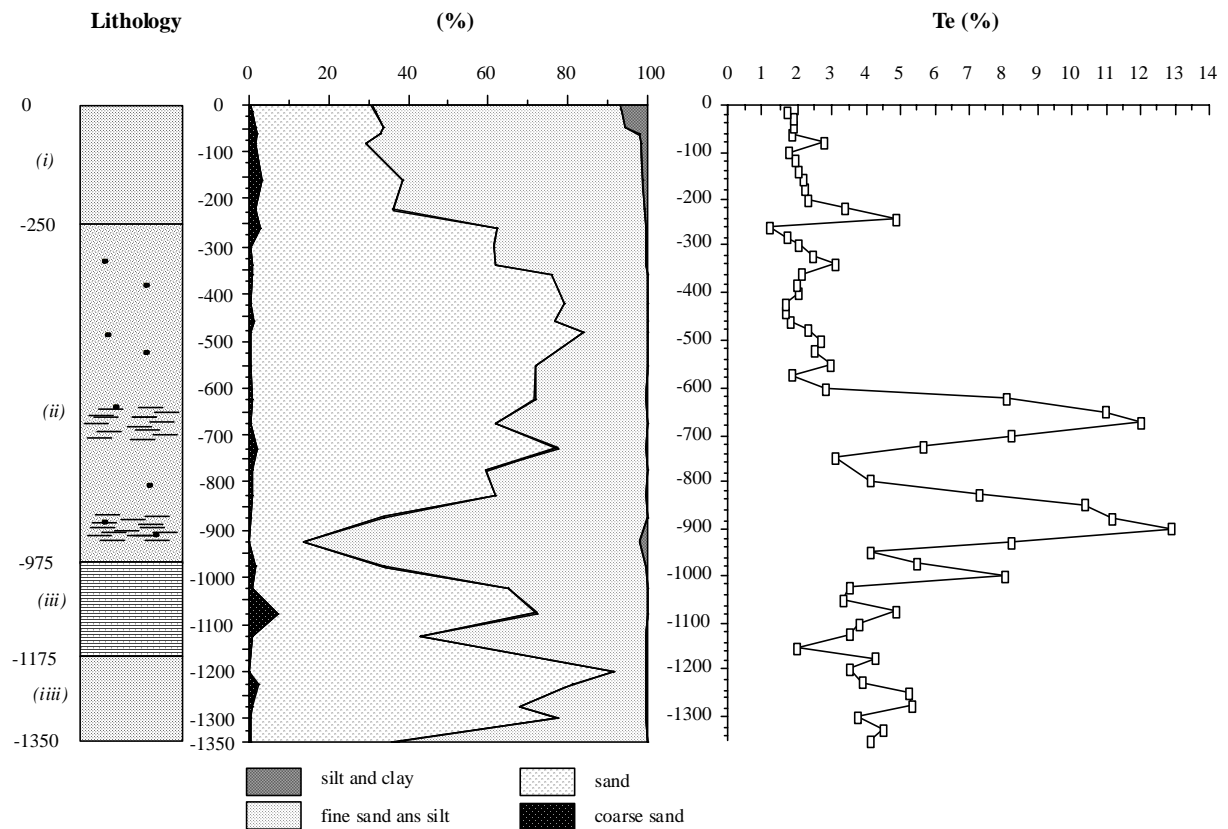 Lithology (%) Te (%)
0 20 40 60 80 100 0 1 2 3 4 5 6 7 8 9 10 11 12 13 14
0 0 0
(i) -100 -100
-200 -200
-250
-300 -300
-400 -400
-500 -500
-600 -600
(ii)
-700 -700
-800 -800
-900 -900
-975
-1000 -1000
(iii)
-1100 -1100
-1175
-1200 -1200
(iiii)
-1300 -1300
-1350 -1350
silt and clay sand
fine sand ans silt coarse sand